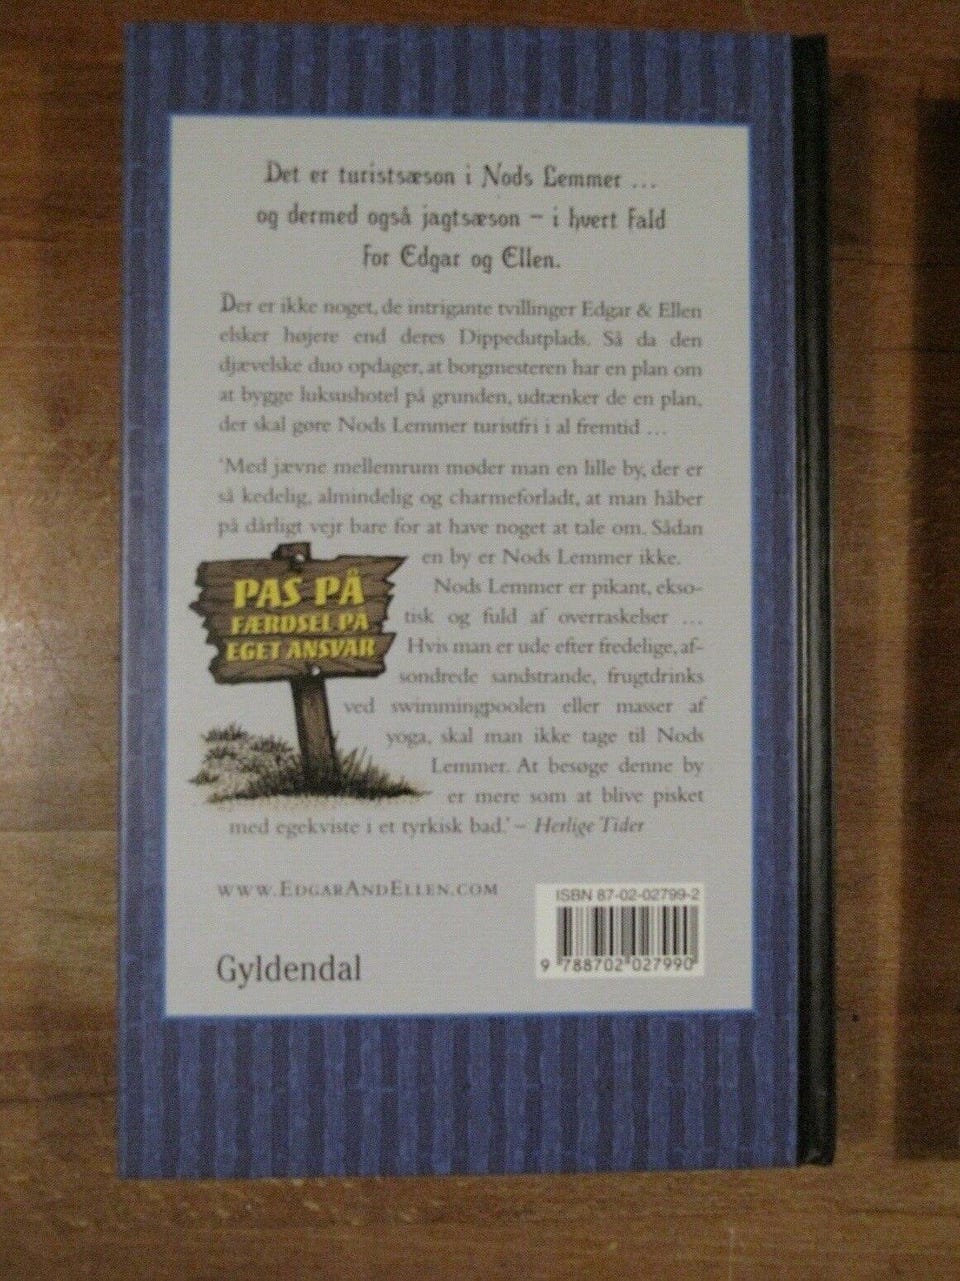 Det er turistsæson i Nods Lemmer ...
og dermed også jagtsæson – i hvert fald
for Edgar og Ellen.
Der er ikke noget, de intrigante tvillinger Edgar & Ellen
elsker højere end deres Dippedutplads. Så da den
djævelske duo opdager, at borgmesteren har en plan om
at bygge luksushotel på grunden, udtænker de en plan,
der skal gøre Nods Lemmer turistfri i al fremtid ...
'Med jævne mellemrum møder man en lille by, der er
så kedelig, almindelig og charmeforladt, at man håber
på dårligt vejr bare for at have noget at tale om. Sådan
en by er Nods Lemmer ikke.
Nods Lemmer er pikant, ekso-
tisk og fuld af overraskelser ...
Hvis man er ude efter fredelige, af-
sondrede sandstrande, frugtdrinks
ved swimmingpoolen eller masser af
yoga, skal man ikke tage til Nods
Lemmer. At besøge denne by
er mere som at blive pisket
med egekviste i et tyrkisk bad.' – Herlige Tider
PAS PÅ
FÆRDSEL PÅ
EGET ANSVAR
WWW.EDGARANDELLEN.COM
Gyldendal
ISBN 87-02-02799-2
9 788702 027990